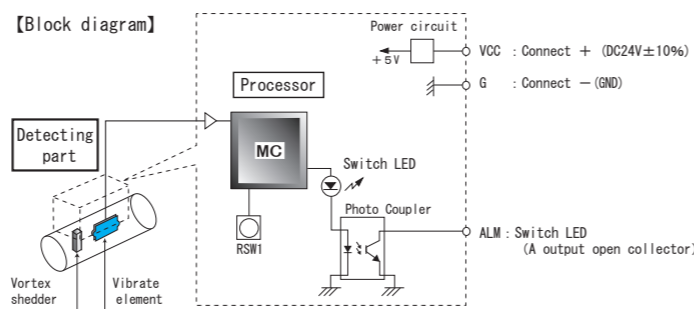 【Block diagram】
Power circuit
+5V
VCC : Connect + (DC24V±10%)
G : Connect −(GND)
Processor
Detecting
part
MC
Switch LED
Photo Coupler
RSW1
ALM : Switch LED
(A output open collector)
Vortex
shedder
Vibrate
element